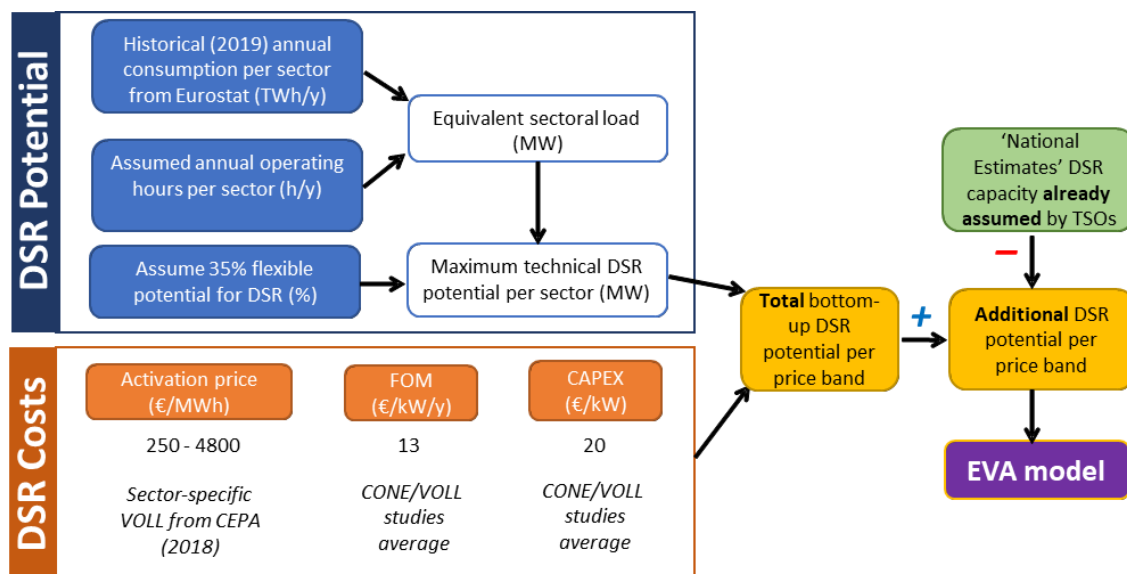 DSR Potential
Historical (2019) annual
consumption per sector
from Eurostat (TWh/y)
Assumed annual operating
hours per sector (h/y)
Assume 35% flexible
potential for DSR (%)
Equivalent sectoral load
(MW)
Maximum technical DSR
potential per sector (MW)
DSR Costs
Activation price
(€/MWh)
250 - 4800
Sector-specific
VOLL from CEPA
(2018)
FOM
(€/kW/y)
13
CONE/VOLL
studies
average
CAPEX
(€/kW)
20
CONE/VOLL
studies
average
Total bottom-
up DSR
potential per
price band
+
'National
Estimates' DSR
capacity already
assumed by TSOs
−
Additional DSR
potential per
price band
EVA model